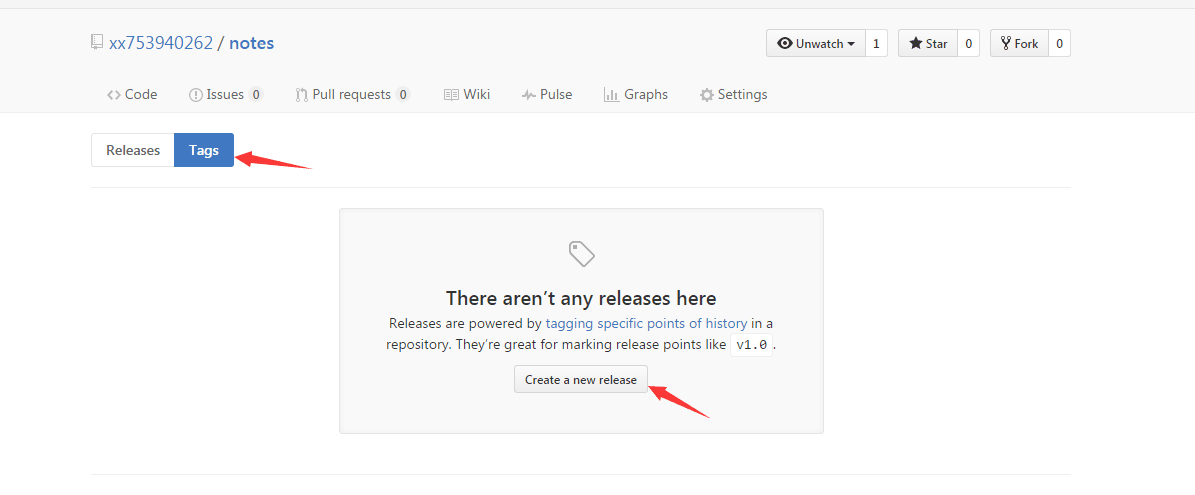 xx753940262 / notes
Unwatch 1 Star 0 Fork 0
Code Issues 0 Pull requests 0 Wiki Pulse Graphs Settings
Releases Tags
There aren’t any releases here
Releases are powered by tagging specific points of history in a
repository. They’re great for marking release points like v1.0.
Create a new release